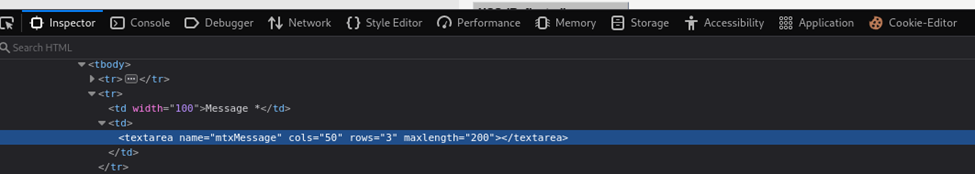 Inspector Console Debugger Network Style Editor Performance Memory Storage Accessibility Application Cookie-Editor
Search HTML
<tbody>
<tr> ••• </tr>
<tr>
<td width="100">Message *</td>
<td>
<textarea name="mtxMessage" cols="50" rows="3" maxlength="200"></textarea>
</td>
</tr>